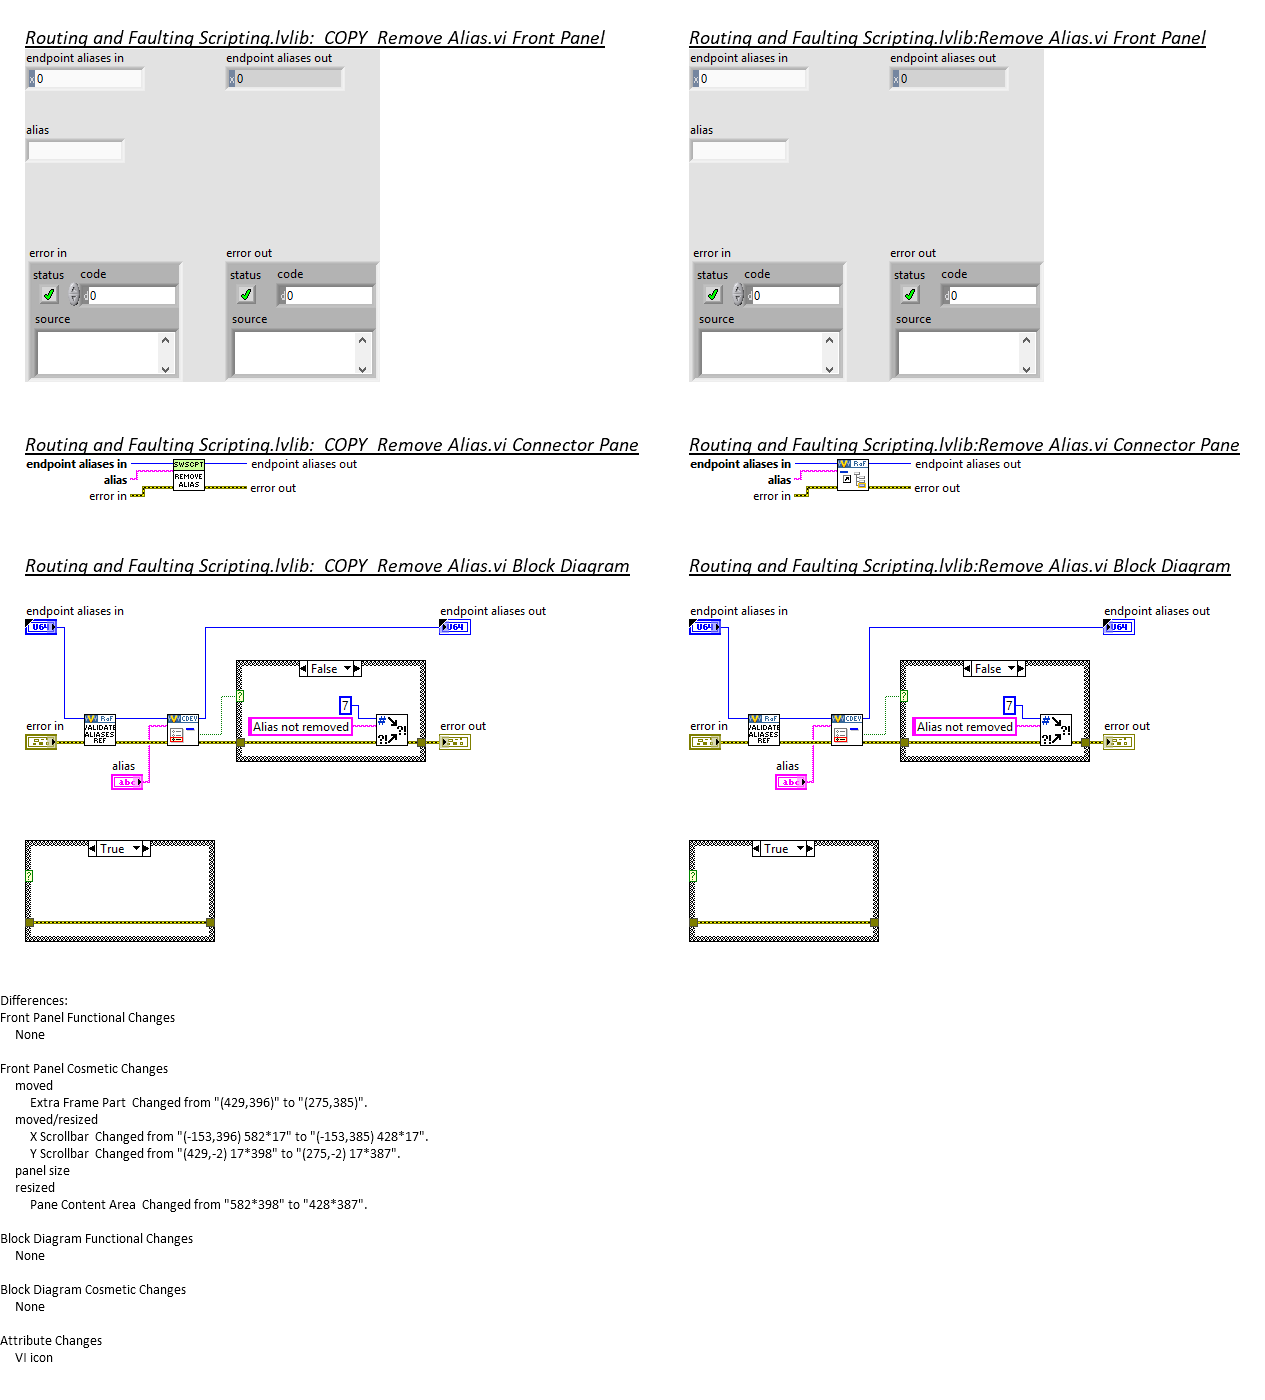 Routing and Faulting Scripting.lvlib:  COPY  Remove Alias.vi Front Panel
endpoint aliases in
endpoint aliases out
x 0
x 0
alias
error in
error out
status
code
status
code
d 0
d 0
source
source
Routing and Faulting Scripting.lvlib:Remove Alias.vi Front Panel
endpoint aliases in
endpoint aliases out
x 0
x 0
alias
error in
error out
status
code
status
code
d 0
d 0
source
source
Routing and Faulting Scripting.lvlib:  COPY  Remove Alias.vi Connector Pane
endpoint aliases in
SWSCPT
endpoint aliases out
alias
REMOVE
ALIAS
error in
error out
Routing and Faulting Scripting.lvlib:Remove Alias.vi Connector Pane
endpoint aliases in
RaF
endpoint aliases out
alias
error in
error out
Routing and Faulting Scripting.lvlib:  COPY  Remove Alias.vi Block Diagram
endpoint aliases in
endpoint aliases out
U64
U64
False
?
7
error in
RaF
VALIDATE
ALIASES
REF
CDEV
Alias not removed
#
?!
?!
error out
alias
abc
True
?
Routing and Faulting Scripting.lvlib:Remove Alias.vi Block Diagram
endpoint aliases in
endpoint aliases out
U64
U64
False
?
7
error in
RaF
VALIDATE
ALIASES
REF
CDEV
Alias not removed
#
?!
?!
error out
alias
abc
True
?
Differences:
Front Panel Functional Changes
None
Front Panel Cosmetic Changes
moved
Extra Frame Part  Changed from "(429,396)" to "(275,385)".
moved/resized
X Scrollbar  Changed from "(-153,396) 582*17" to "(-153,385) 428*17".
Y Scrollbar  Changed from "(429,-2) 17*398" to "(275,-2) 17*387".
panel size
resized
Pane Content Area  Changed from "582*398" to "428*387".
Block Diagram Functional Changes
None
Block Diagram Cosmetic Changes
None
Attribute Changes
VI icon